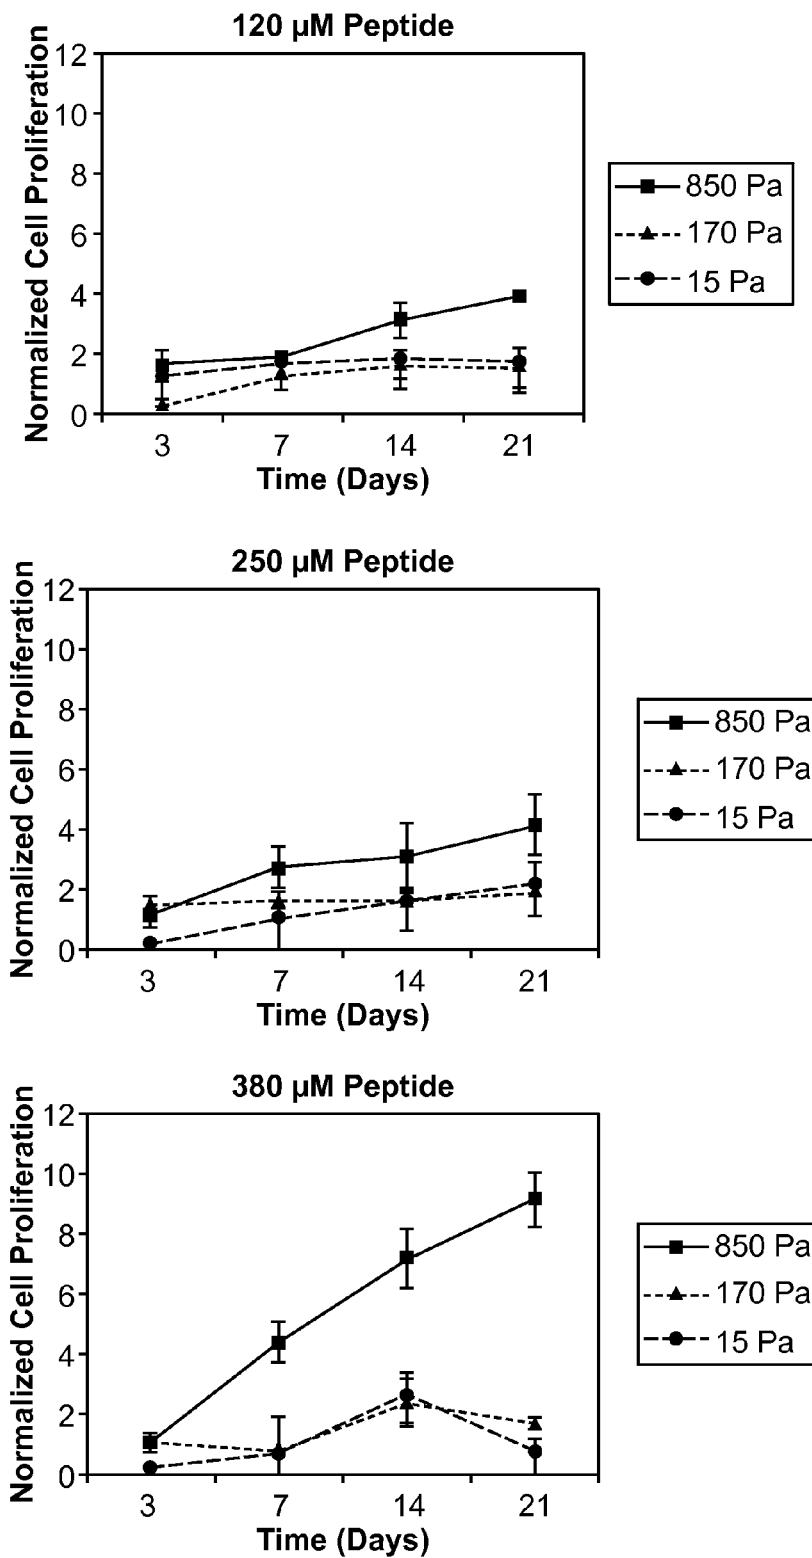 120 µM Peptide
Normalized Cell Proliferation
12
10
8
6
4
2
0
3 7 14 21
Time (Days)
850 Pa
170 Pa
15 Pa
250 µM Peptide
Normalized Cell Proliferation
12
10
8
6
4
2
0
3 7 14 21
Time (Days)
850 Pa
170 Pa
15 Pa
380 µM Peptide
Normalized Cell Proliferation
12
10
8
6
4
2
0
3 7 14 21
Time (Days)
850 Pa
170 Pa
15 Pa